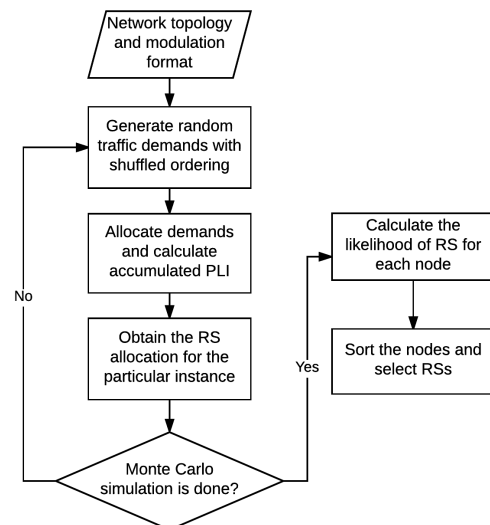 Network topology
and modulation
format
Generate random
traffic demands with
shuffled ordering
Allocate demands
and calculate
accumulated PLI
Obtain the RS
allocation for the
particular instance
Monte Carlo
simulation is done?
No
Yes
Calculate the
likelihood of RS for
each node
Sort the nodes and
select RSs